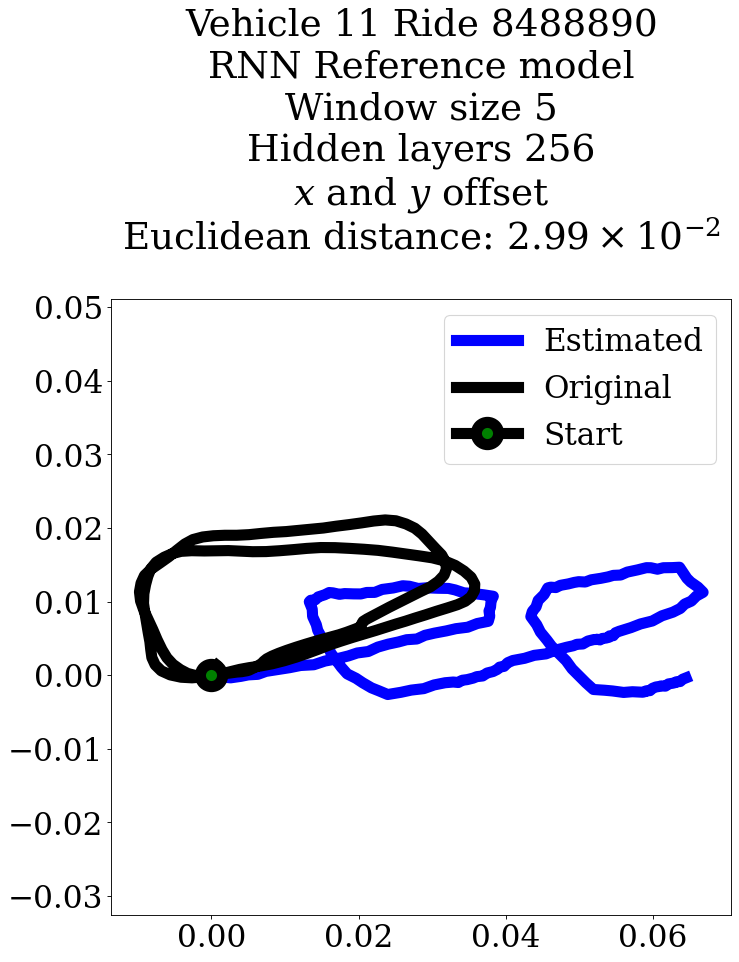 Vehicle 11 Ride 8488890
RNN Reference model
Window size 5
Hidden layers 256
x and y offset
Euclidean distance: 2.99 × 10⁻²
0.05
Estimated
0.04
Original
0.03
Start
0.02
0.01
0.00
−0.01
−0.02
−0.03
0.00 0.02 0.04 0.06